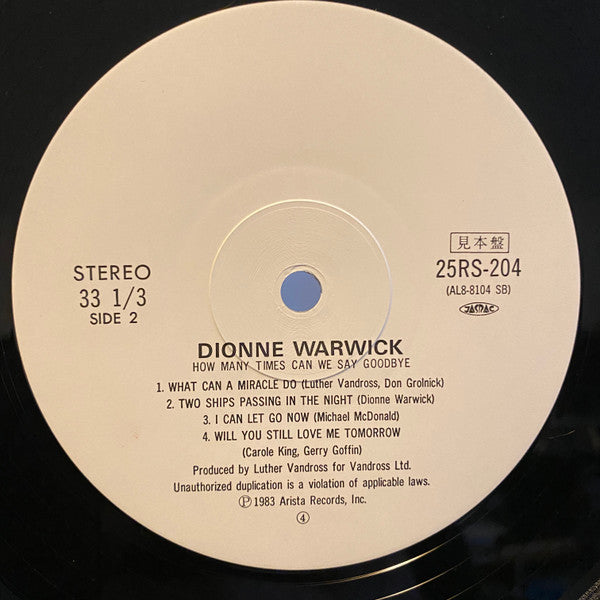 STEREO
33 1/3
SIDE 2
見本盤
25RS-204
(AL8-8104 SB)
JASRAC
DIONNE WARWICK
HOW MANY TIMES CAN WE SAY GOODBYE
1. WHAT CAN A MIRACLE DO (Luther Vandross, Don Grolnick)
2. TWO SHIPS PASSING IN THE NIGHT (Dionne Warwick)
3. I CAN LET GO NOW (Michael McDonald)
4. WILL YOU STILL LOVE ME TOMORROW
(Carole King, Gerry Goffin)
Produced by Luther Vandross for Vandross Ltd.
Unauthorized duplication is a violation of applicable laws.
Ⓟ1983 Arista Records, Inc.
④